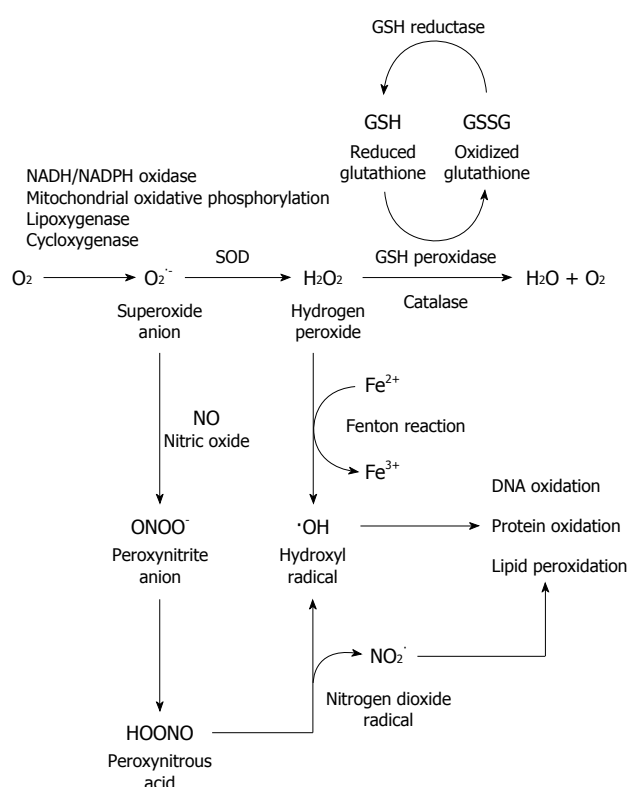 GSH reductase
GSH
GSSG
Reduced
glutathione
Oxidized
glutathione
NADH/NADPH oxidase
Mitochondrial oxidative phosphorylation
Lipoxygenase
Cycloxygenase
O₂
O₂·⁻
SOD
H₂O₂
GSH peroxidase
Catalase
H₂O + O₂
Superoxide
anion
Hydrogen
peroxide
NO
Nitric oxide
Fe²⁺
Fenton reaction
Fe³⁺
ONOO⁻
Peroxynitrite
anion
·OH
Hydroxyl
radical
DNA oxidation
Protein oxidation
Lipid peroxidation
NO₂·
Nitrogen dioxide
radical
HOONO
Peroxynitrous
acid